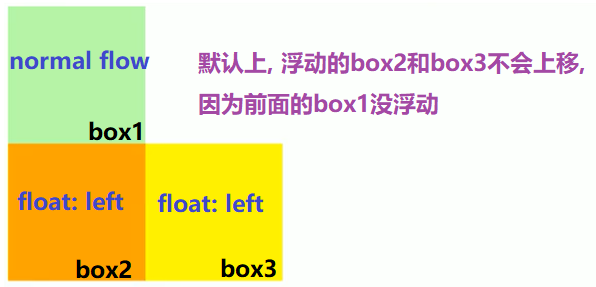 normal flow
默认上, 浮动的box2和box3不会上移,
因为前面的box1没浮动
box1
float: left
float: left
box2
box3